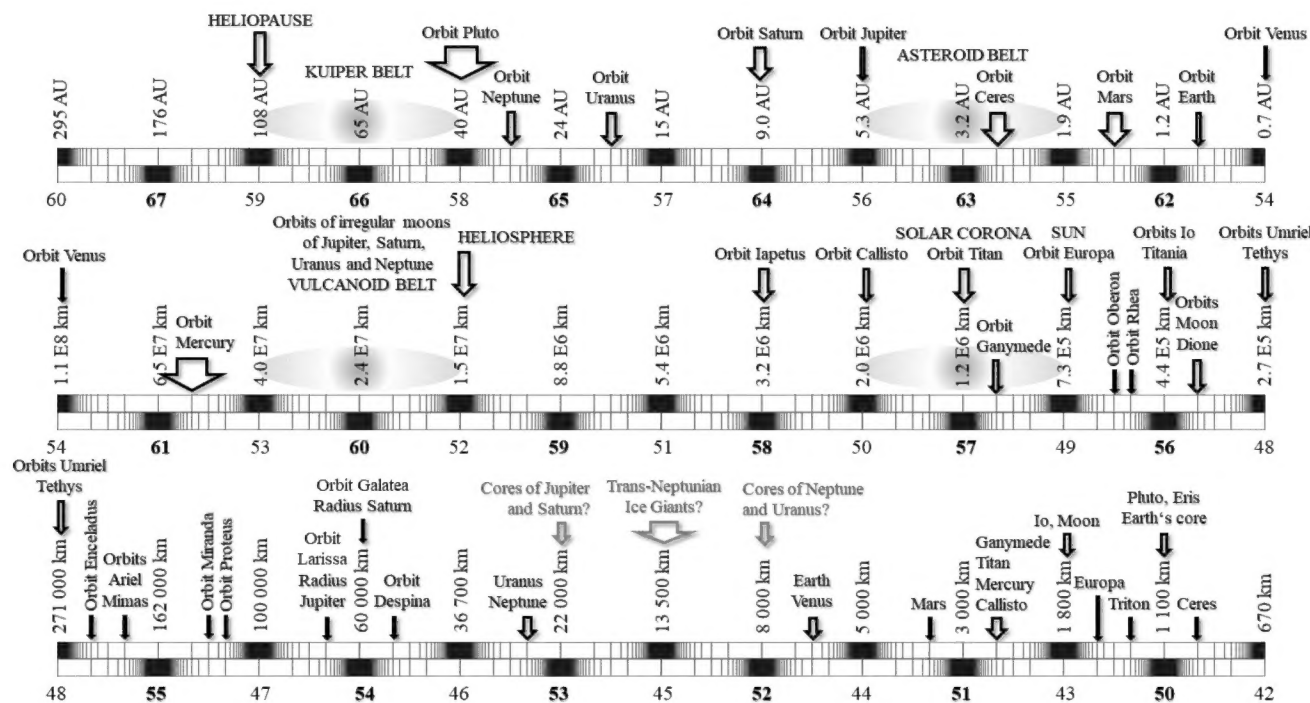 HELIOPAUSE
KUIPER BELT
Orbit Pluto
Orbit
Neptune
Orbit
Uranus
Orbit Saturn
Orbit Jupiter
ASTEROID BELT
Orbit
Ceres
Orbit
Mars
Orbit
Earth
Orbit Venus
295 AU
176 AU
108 AU
65 AU
40 AU
24 AU
15 AU
9.0 AU
5.3 AU
3.2 AU
1.9 AU
1.2 AU
0.7 AU
60 67 59 66 58 65 57 64 56 63 55 62 54
Orbit Venus
Orbit
Mercury
Orbits of irregular moons
of Jupiter, Saturn,
Uranus and Neptune
VULCANOID BELT
HELIOSPHERE
Orbit Iapetus
Orbit Callisto
SOLAR CORONA
Orbit Titan
Orbit
Ganymede
SUN
Orbit Europa
Orbit Oberon
Orbit Rhea
Orbits Io
Titania
Orbits
Moon
Dione
Orbits Umriel
Tethys
1.1 E8 km
6.5 E7 km
4.0 E7 km
2.4 E7 km
1.5 E7 km
8.8 E6 km
5.4 E6 km
3.2 E6 km
2.0 E6 km
1.2 E6 km
7.3 E5 km
4.4 E5 km
2.7 E5 km
54 61 53 60 52 59 51 58 50 57 49 56 48
Orbits Umriel
Tethys
Orbit Enceladus
Orbits
Ariel
Mimas
Orbit Miranda
Orbit Proteus
Orbit
Larissa
Radius
Jupiter
Orbit Galatea
Radius Saturn
Orbit
Despina
Uranus
Neptune
Cores of Jupiter
and Saturn?
Trans-Neptunian
Ice Giants?
Cores of Neptune
and Uranus?
Earth
Venus
Mars
Ganymede
Titan
Mercury
Callisto
Io, Moon
Europa
Triton
Pluto, Eris
Earth's core
Ceres
271 000 km
162 000 km
100 000 km
60 000 km
36 700 km
22 000 km
13 500 km
8 000 km
5 000 km
3 000 km
1 800 km
1 100 km
670 km
48 55 47 54 46 53 45 52 44 51 43 50 42